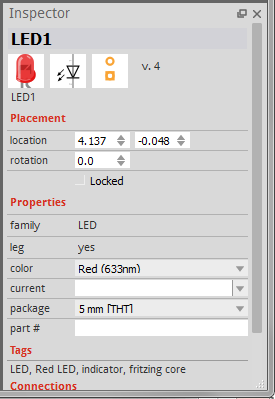 Inspector
LED1
v. 4
LED1
Placement
location 4.137 -0.048
rotation 0.0
Locked
Properties
family LED
leg yes
color Red (633nm)
current
package 5 mm [THT]
part #
Tags
LED, Red LED, indicator, fritzing core
Connections